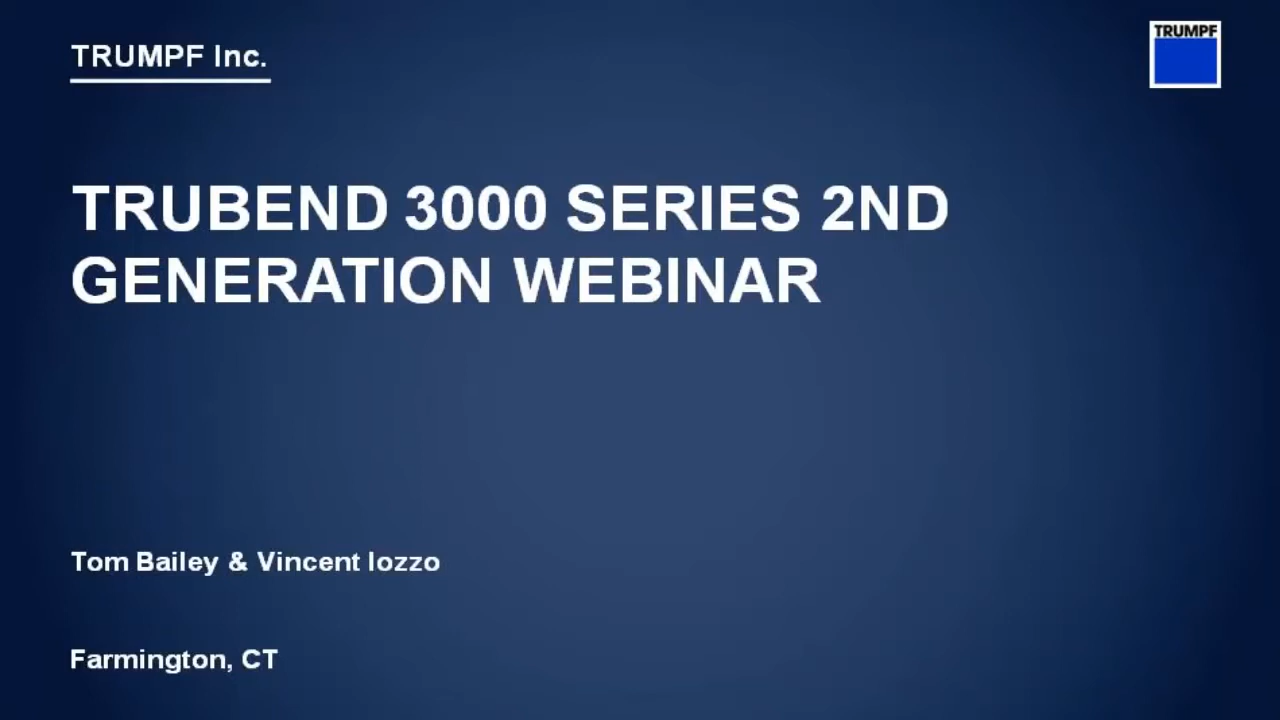 TRUMPF Inc.
TRUMPF
TRUBEND 3000 SERIES 2ND
GENERATION WEBINAR
Tom Bailey & Vincent Iozzo
Farmington, CT